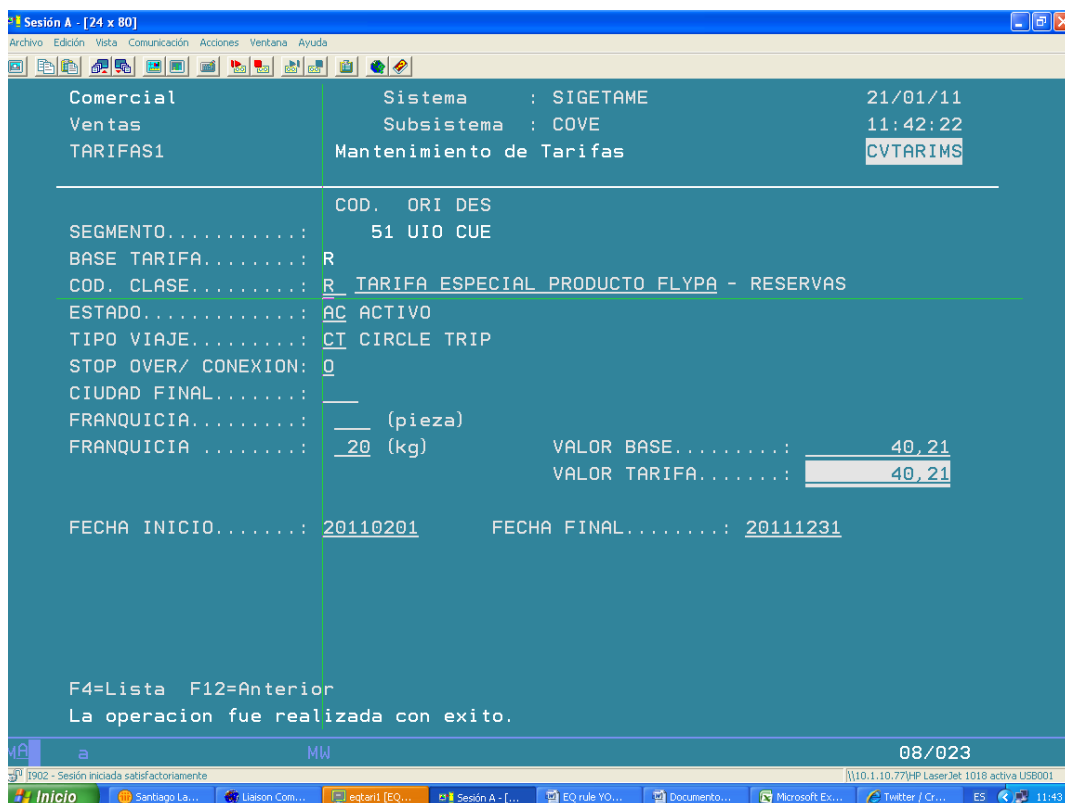 Sesión A - [24 x 80]
Archivo Edición Vista Comunicación Acciones Ventana Ayuda
Comercial Sistema : SIGETAME 21/01/11
Ventas Subsistema : COVE 11:42:22
TARIFAS1 Mantenimiento de Tarifas CVTARIMS
COD. ORI DES
SEGMENTO...........: 51 UIO CUE
BASE TARIFA........: R
COD. CLASE.........: R TARIFA ESPECIAL PRODUCTO FLYPA - RESERVAS
ESTADO.............: AC ACTIVO
TIPO VIAJE.........: CT CIRCLE TRIP
STOP OVER/ CONEXION: O
CIUDAD FINAL.......: ___
FRANQUICIA.........: ___ (pieza)
FRANQUICIA ........: 20 (kg) VALOR BASE.........: 40,21
VALOR TARIFA.......: 40,21
FECHA INICIO.......: 20110201 FECHA FINAL........: 20111231
F4=Lista F12=Anterior
La operacion fue realizada con exito.
MA a MW 08/023
I902 - Sesión iniciada satisfactoriamente \\10.1.10.77\HP LaserJet 1018 activa USB001
Inicio Santiago La... Liaison Com... eqtari1 [EQ... Sesión A - [... EQ rule YO... Documento... Microsoft Ex... Twitter / Cr... ES 11:43